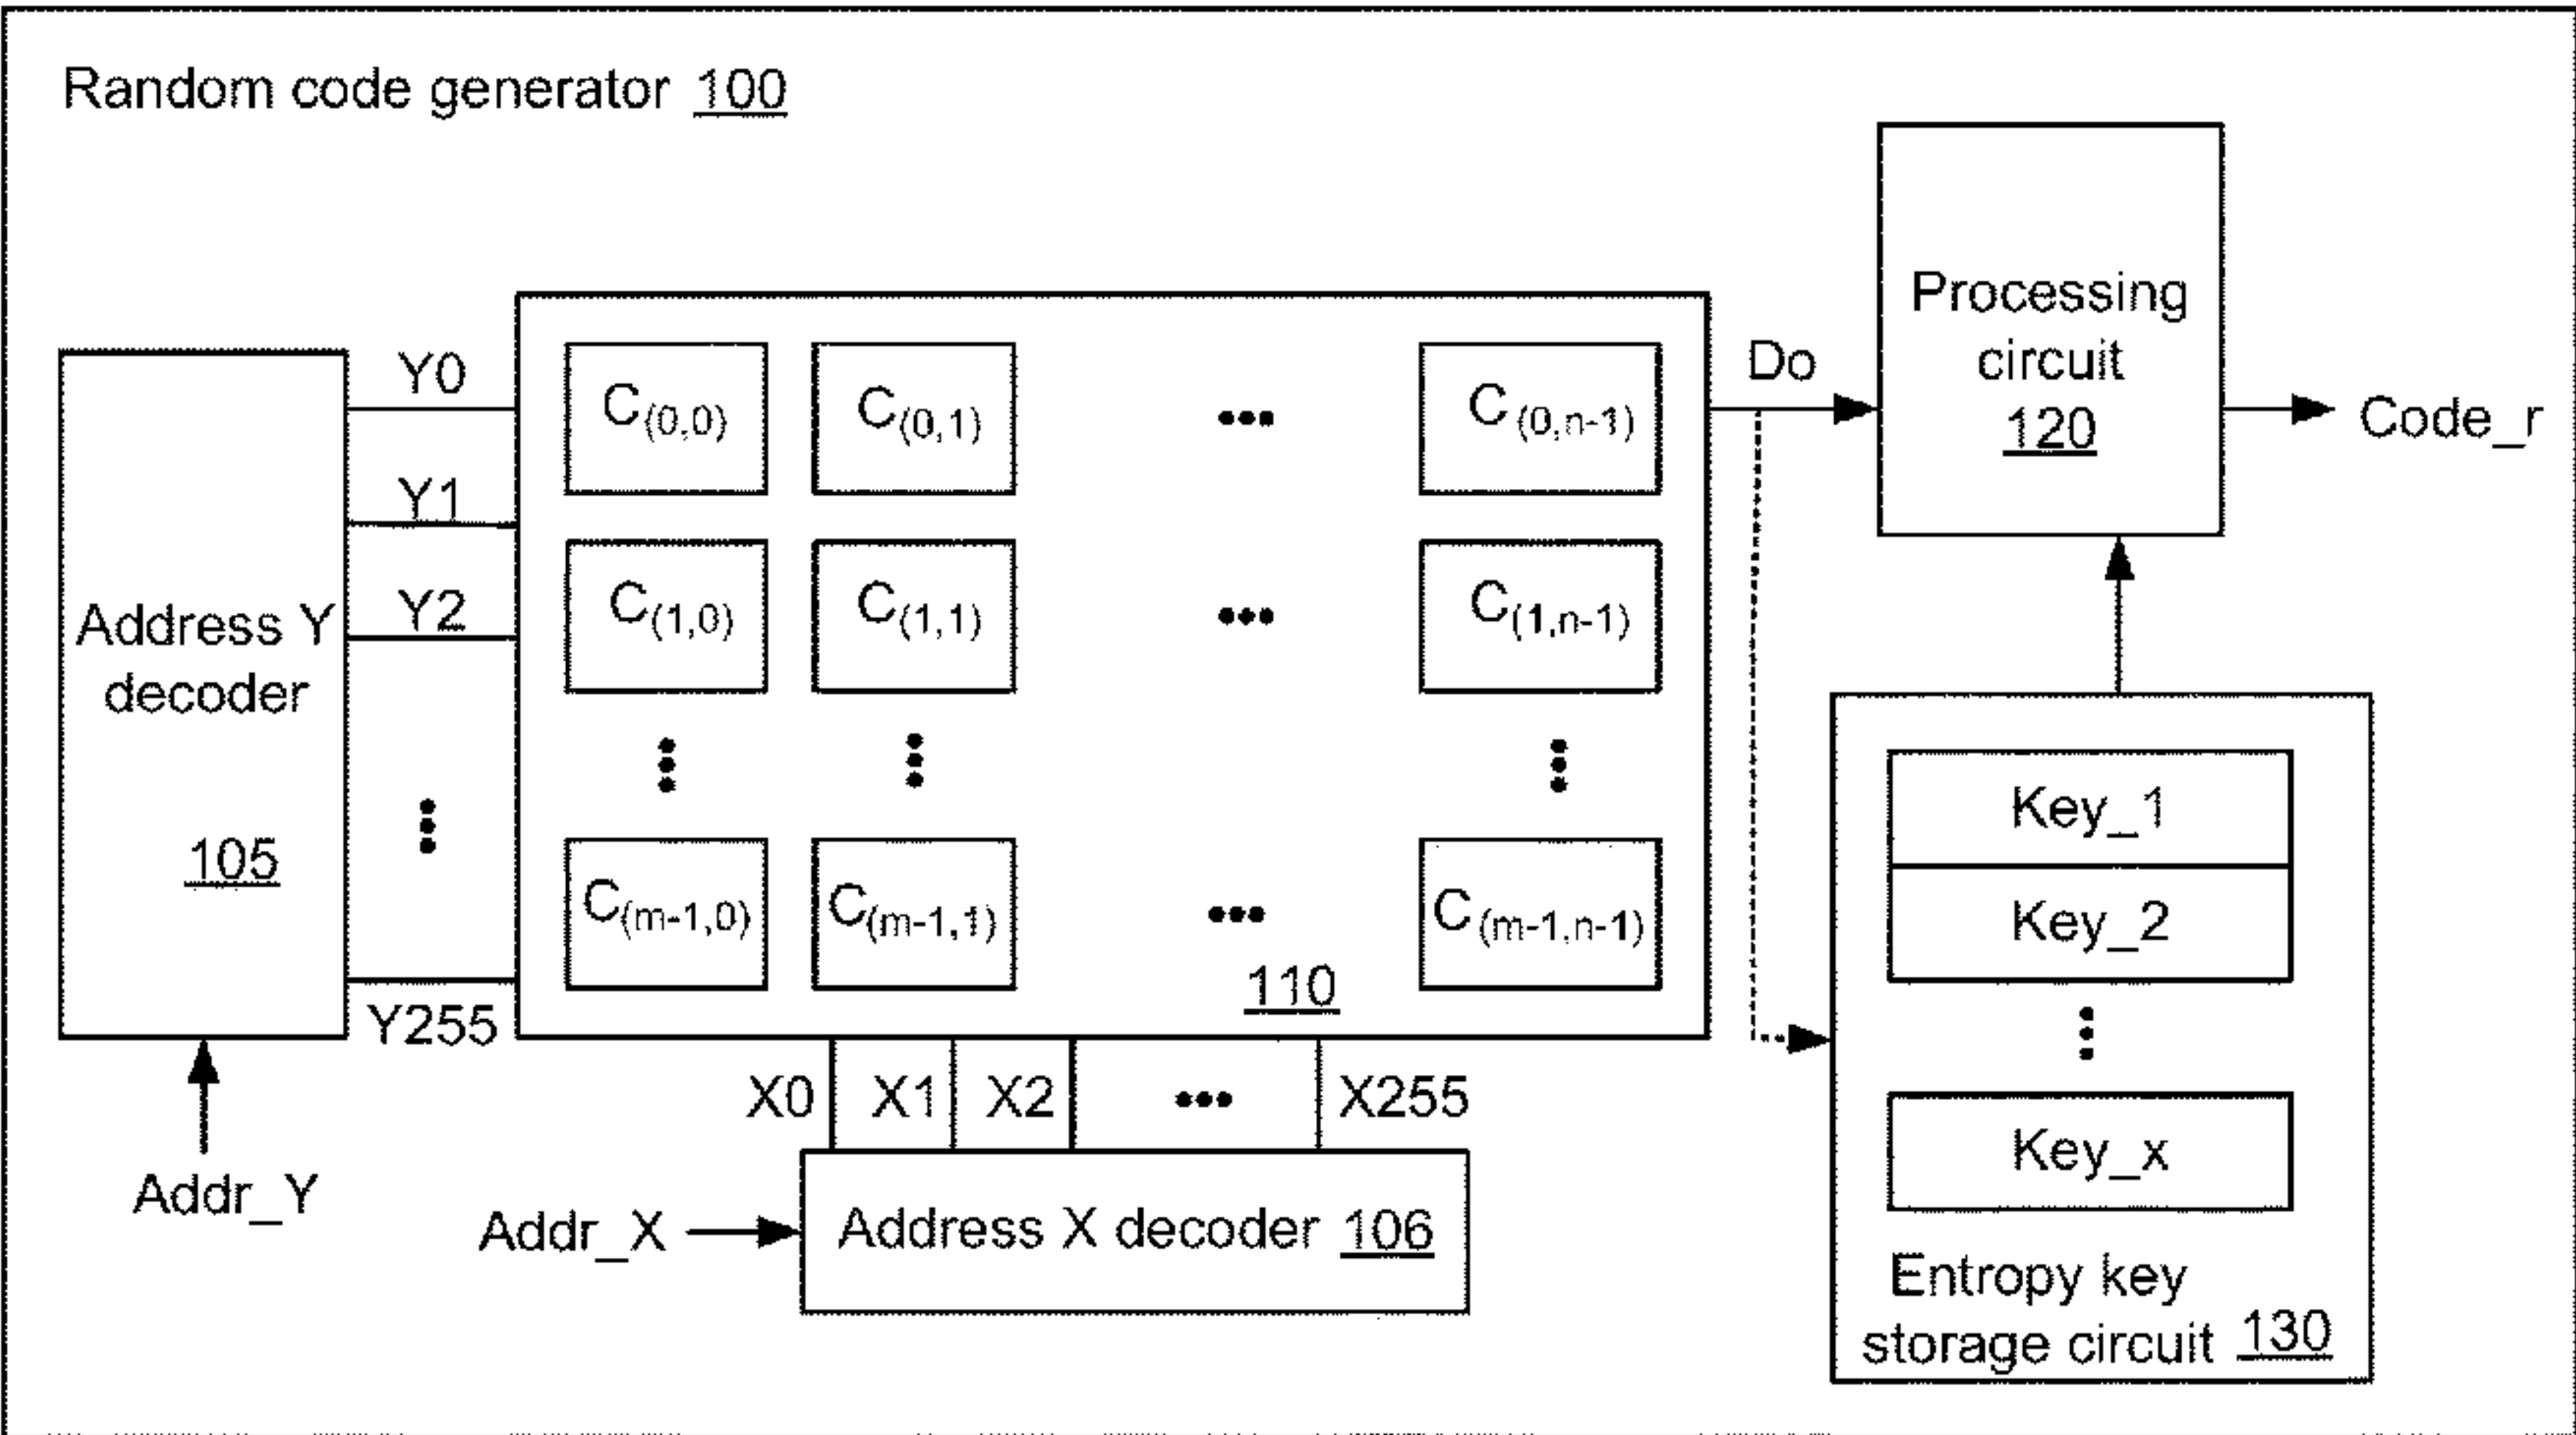 Random code generator 100
Address Y
decoder
105
Addr_Y
Y0
Y1
Y2
Y255
C(0,0) C(0,1) ••• C(0,n-1)
C(1,0) C(1,1) ••• C(1,n-1)
C(m-1,0) C(m-1,1) ••• C(m-1,n-1)
110
X0 X1 X2 ••• X255
Addr_X
Address X decoder 106
Do
Processing
circuit
120
Code_r
Key_1
Key_2
Key_x
Entropy key
storage circuit 130